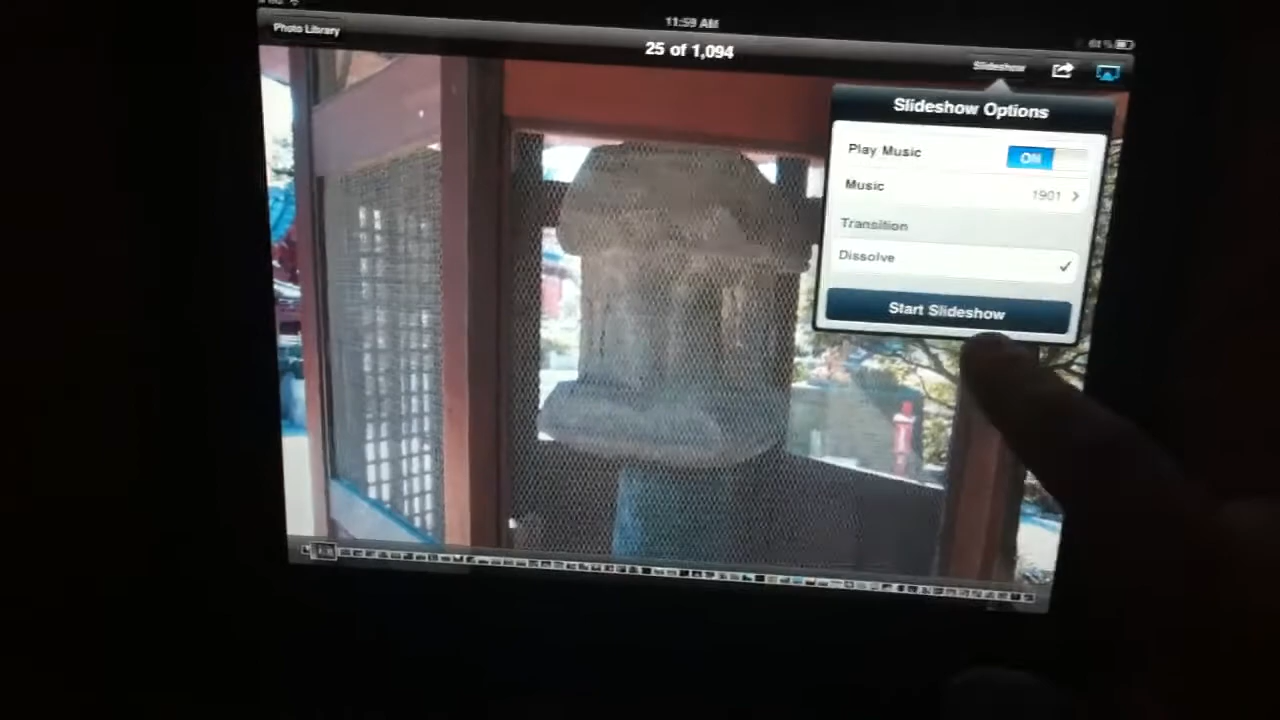 11:59 AM
Photo Library
25 of 1,094
Slideshow
Slideshow Options
Play Music
ON
Music
1901
Transition
Dissolve
Start Slideshow